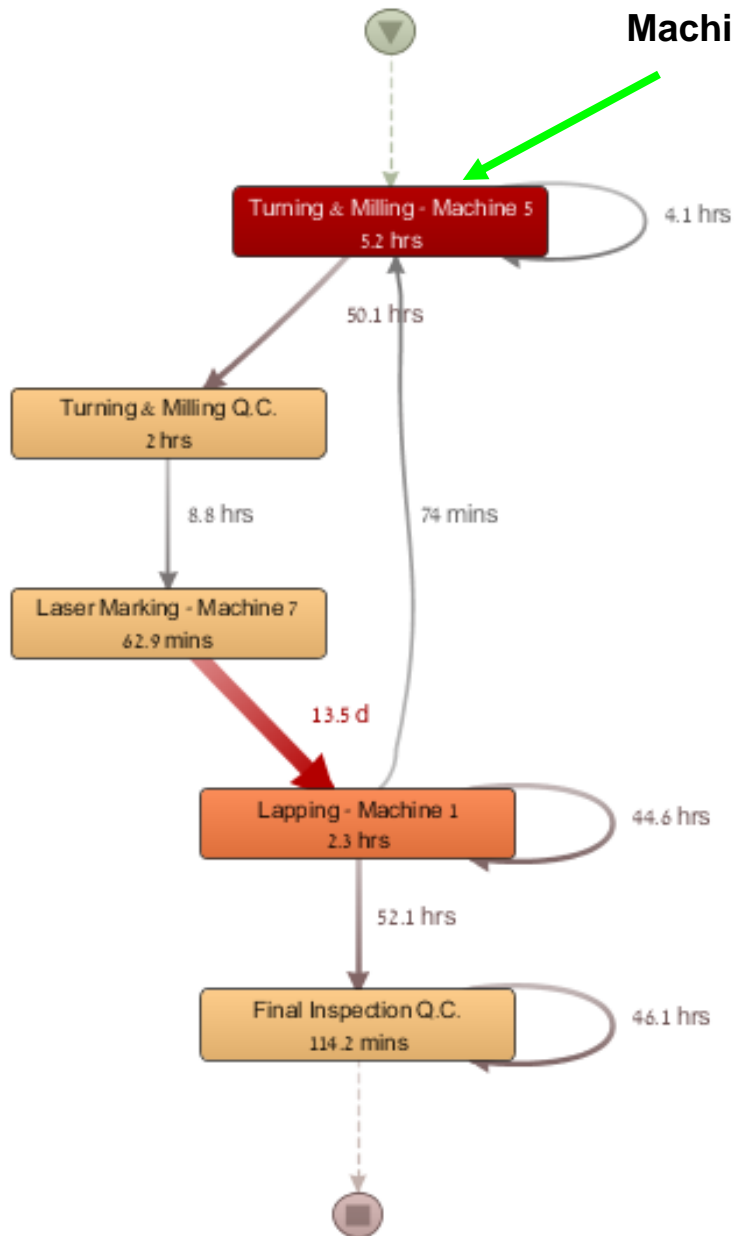 Machi
Turning & Milling - Machine 5
5.2 hrs
4.1 hrs
50.1 hrs
Turning & Milling Q.C.
2 hrs
8.8 hrs
74 mins
Laser Marking - Machine 7
62.9 mins
13.5 d
Lapping - Machine 1
2.3 hrs
44.6 hrs
52.1 hrs
Final Inspection Q.C.
114.2 mins
46.1 hrs